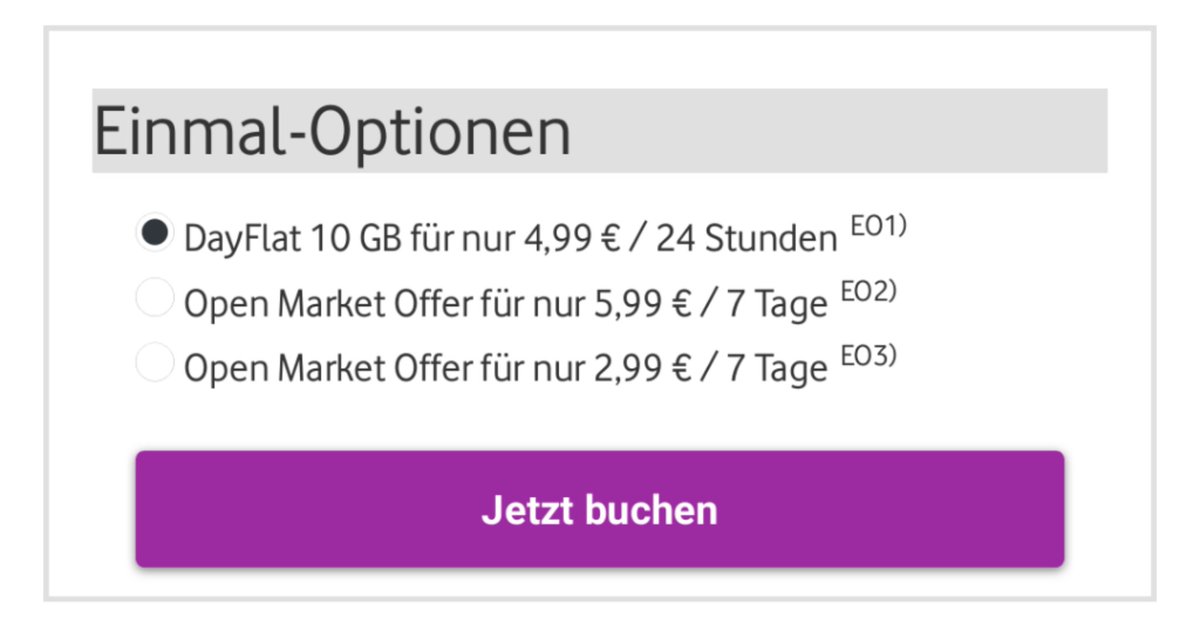 Einmal-Optionen
DayFlat 10 GB für nur 4,99 € / 24 Stunden EO1)
Open Market Offer für nur 5,99 € / 7 Tage EO2)
Open Market Offer für nur 2,99 € / 7 Tage EO3)
Jetzt buchen